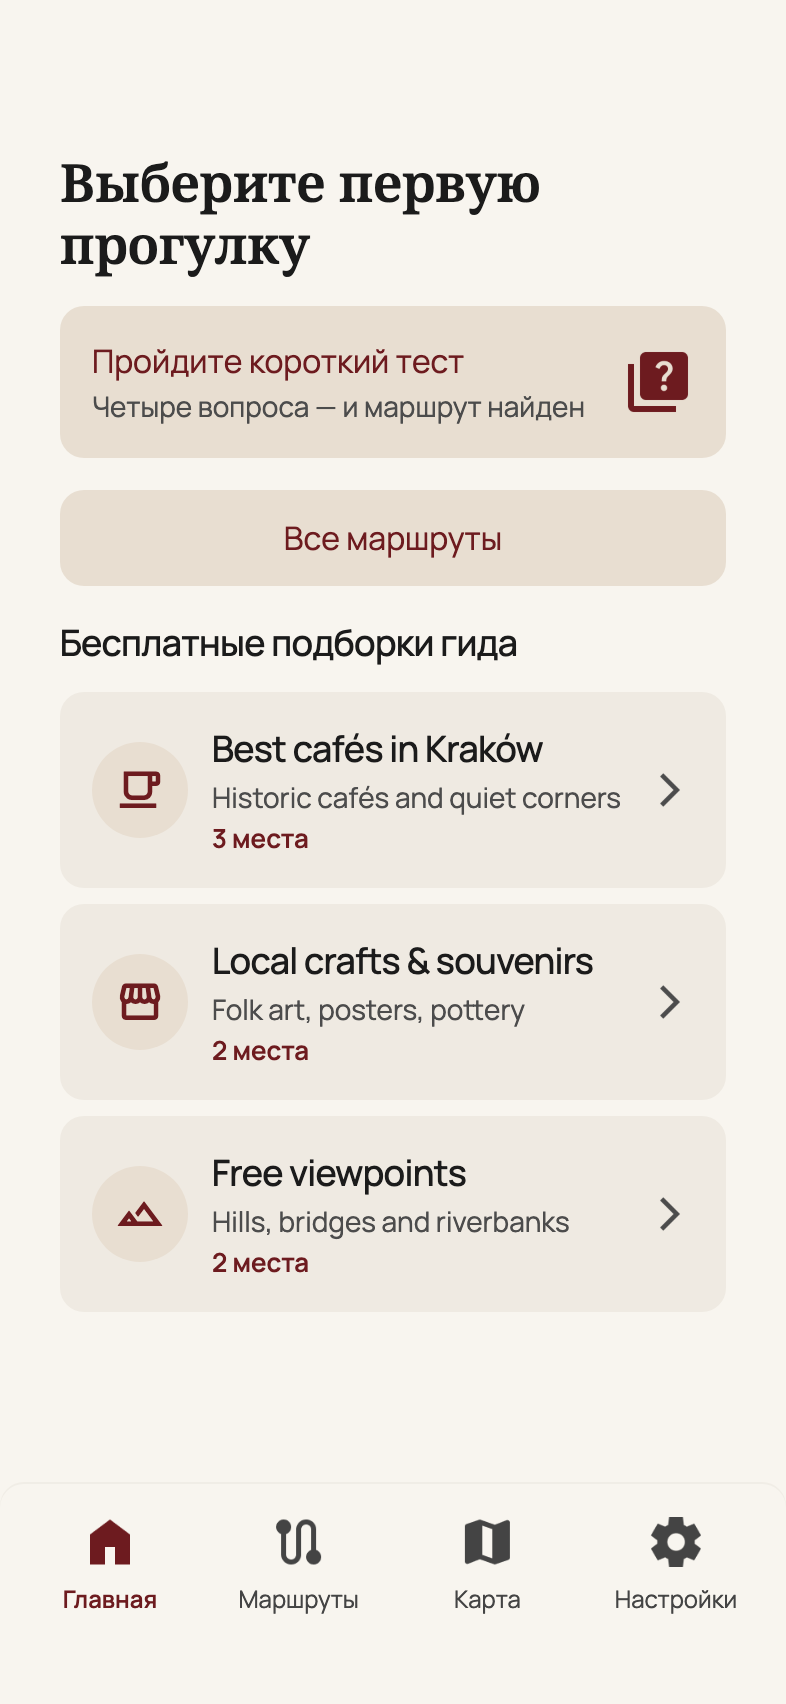 Выберите первую
прогулку
Пройдите короткий тест
Четыре вопроса — и маршрут найден
?
Все маршруты
Бесплатные подборки гида
Best cafés in Kraków
Historic cafés and quiet corners
3 места
Local crafts & souvenirs
Folk art, posters, pottery
2 места
Free viewpoints
Hills, bridges and riverbanks
2 места
Главная
Маршруты
Карта
Настройки